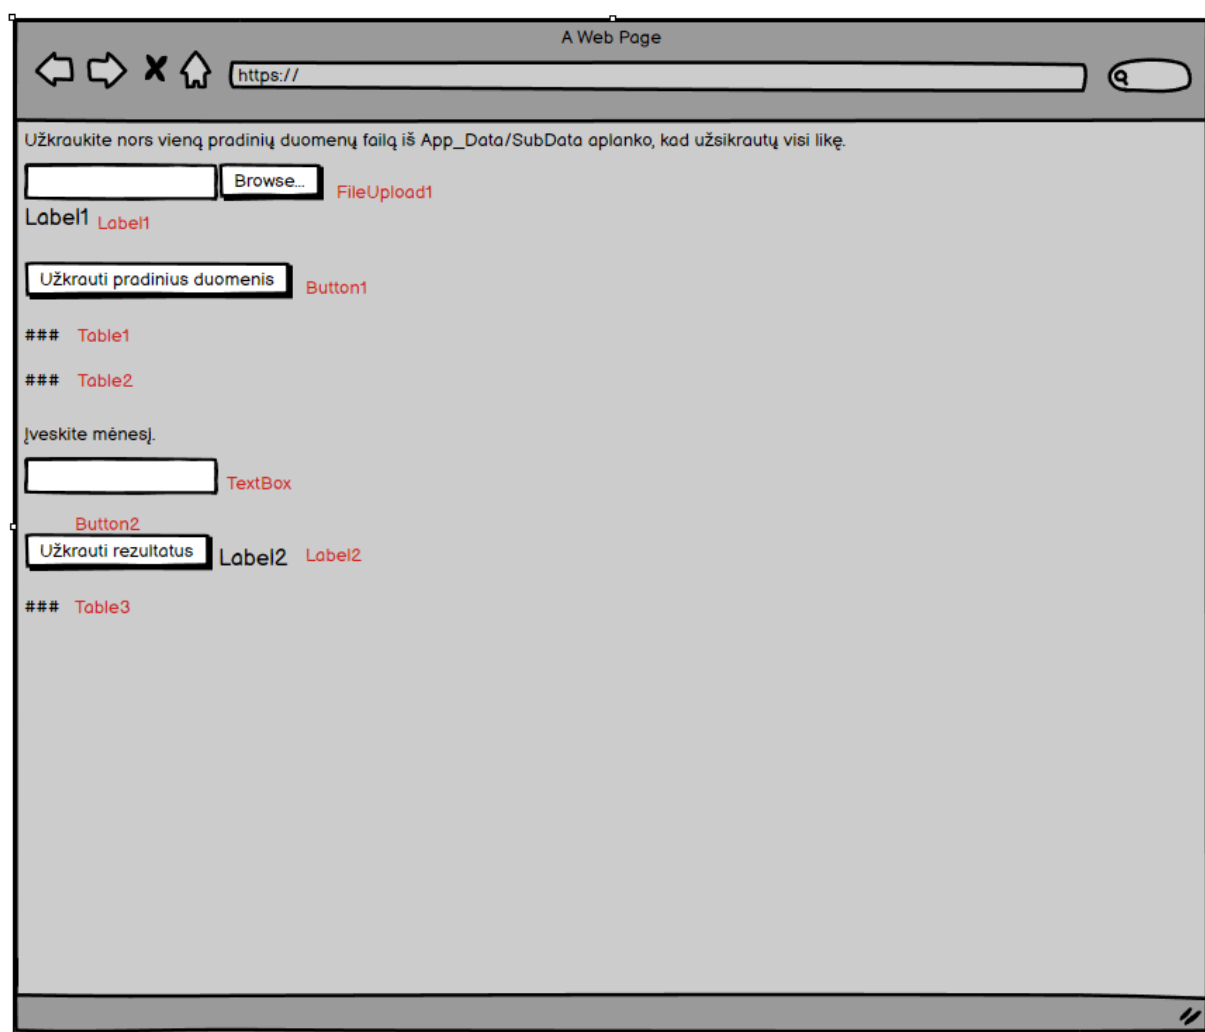 A Web Page
https://
Užkraukite nors vieną pradinių duomenų failą iš App_Data/SubData aplanko, kad užsikrautų visi likę.
Browse... FileUpload1
Label1 Label1
Užkrauti pradinius duomenis Button1
### Table1
### Table2
Įveskite mėnesį.
TextBox
Button2
Užkrauti rezultatus Label2 Label2
### Table3